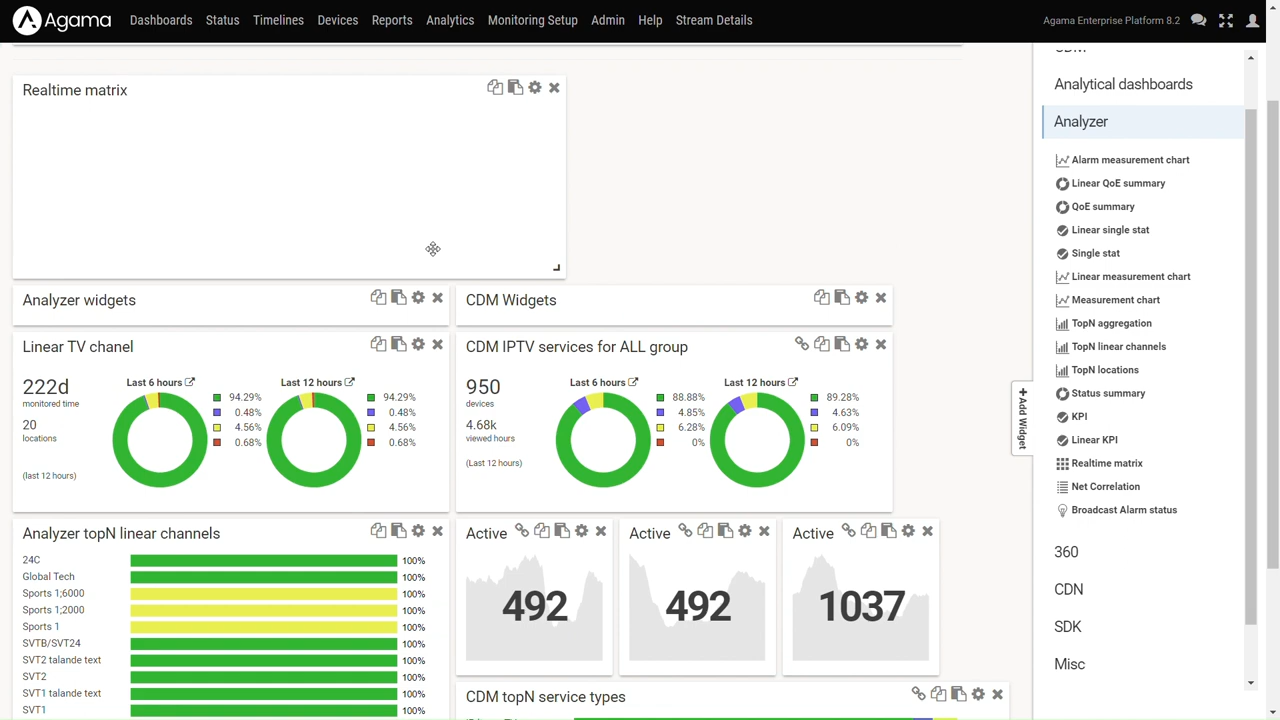 Agama
Dashboards Status Timelines Devices Reports Analytics Monitoring Setup Admin Help Stream Details
Agama Enterprise Platform 8.2
Realtime matrix
Analyzer widgets
CDM Widgets
Linear TV chanel
222d
monitored time
20
locations
(last 12 hours)
Last 6 hours
94.29%
0.48%
4.56%
0.68%
Last 12 hours
94.29%
0.48%
4.56%
0.68%
CDM IPTV services for ALL group
950
devices
4.68k
viewed hours
(Last 12 hours)
Last 6 hours
88.88%
4.85%
6.28%
0%
Last 12 hours
89.28%
4.63%
6.09%
0%
Analyzer topN linear channels
24C 100%
Global Tech 100%
Sports 1;6000 100%
Sports 1;2000 100%
Sports 1 100%
SVTB/SVT24 100%
SVT2 talande text 100%
SVT2 100%
SVT1 talande text 100%
SVT1 100%
Active
492
Active
492
Active
1037
CDM topN service types
+ Add Widget
Analytical dashboards
Analyzer
Alarm measurement chart
Linear QoE summary
QoE summary
Linear single stat
Single stat
Linear measurement chart
Measurement chart
TopN aggregation
TopN linear channels
TopN locations
Status summary
KPI
Linear KPI
Realtime matrix
Net Correlation
Broadcast Alarm status
360
CDN
SDK
Misc